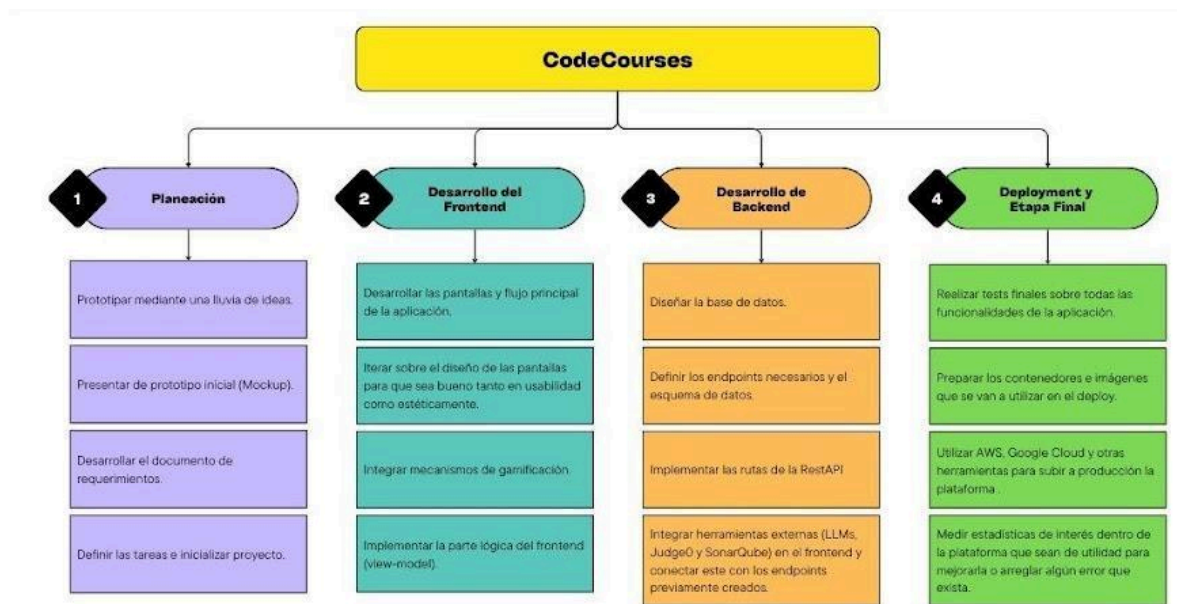 CodeCourses
1
Planeación
Prototipar mediante una lluvia de ideas.
Presentar de prototipo inicial (Mockup).
Desarrollar el documento de
requerimientos.
Definir las tareas e inicializar proyecto.
2
Desarrollo del
Frontend
Desarrollar las pantallas y flujo principal
de la aplicación.
Iterar sobre el diseño de las pantallas
para que sea bueno tanto en usabilidad
como estéticamente.
Integrar mecanismos de gamificación.
Implementar la parte lógica del frontend
(view-model).
3
Desarrollo de
Backend
Diseñar la base de datos.
Definir los endpoints necesarios y el
esquema de datos.
Implementar las rutas de la RestAPI
Integrar herramientas externas (LLMs,
Judge0 y SonarQube) en el frontend y
conectar este con los endpoints
previamente creados.
4
Deployment y
Etapa Final
Realizar tests finales sobre todas las
funcionalidades de la aplicación.
Preparar los contenedores e imágenes
que se van a utilizar en el deploy.
Utilizar AWS, Google Cloud y otras
herramientas para subir a producción la
plataforma .
Medir estadísticas de interés dentro de
la plataforma que sean de utilidad para
mejorarla o arreglar algún error que
exista.